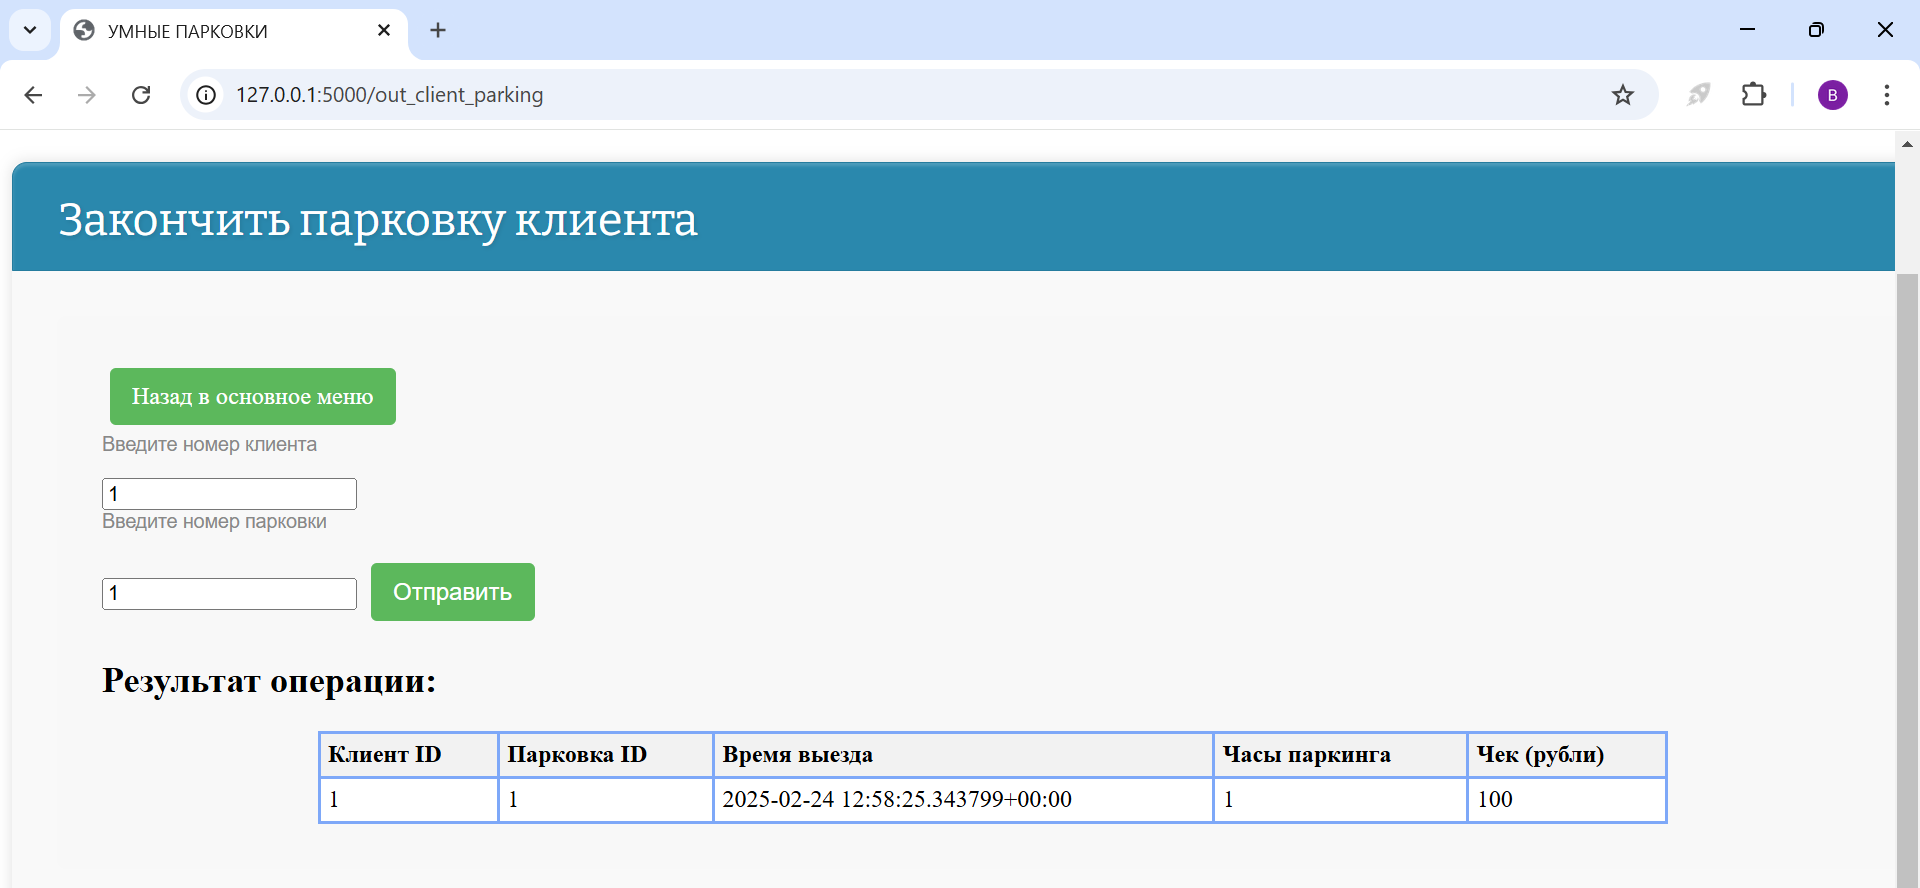 УМНЫЕ ПАРКОВКИ
127.0.0.1:5000/out_client_parking
B
Закончить парковку клиента
Назад в основное меню
Введите номер клиента
1
Введите номер парковки
1 Отправить
Результат операции:
Клиент ID Парковка ID Время выезда Часы паркинга Чек (рубли)
1 1 2025-02-24 12:58:25.343799+00:00 1 100